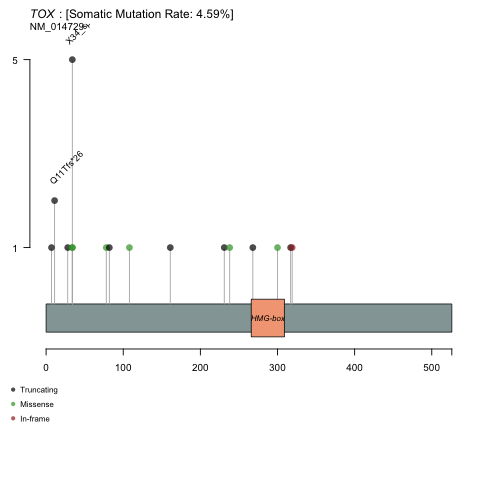 TOX : [Somatic Mutation Rate: 4.59%]
NM_014729
5
Q11Tfs*26
1
HMG-box
0 100 200 300 400 500
Truncating
Missense
In-frame